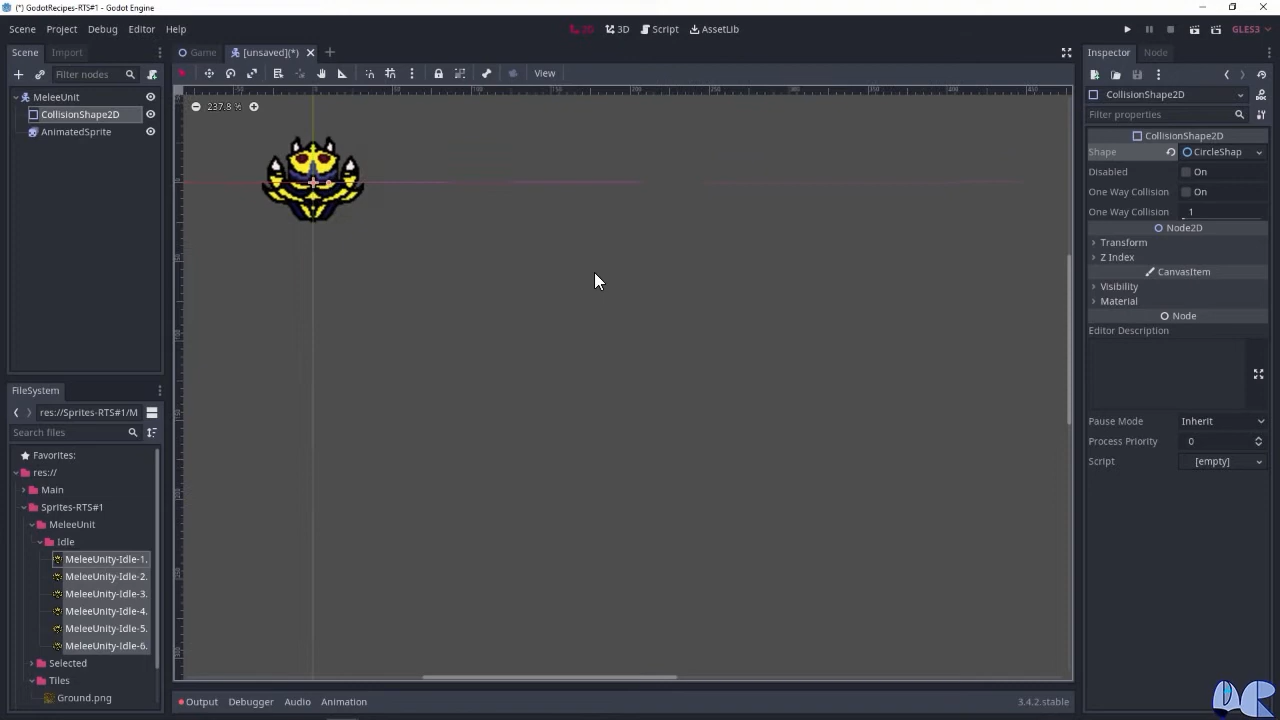 (*) GodotRecipes-RTS#1 - Godot Engine
Scene Project Debug Editor Help
2D 3D Script AssetLib
GLES3
Scene Import
Game [unsaved](*)
Inspector Node
Filter nodes
View
MeleeUnit
CollisionShape2D
AnimatedSprite
237.8 %
CollisionShape2D
Filter properties
CollisionShape2D
Shape CircleShap
Disabled On
One Way Collision On
One Way Collision 1
Node2D
Transform
Z Index
CanvasItem
Visibility
Material
Node
Editor Description
Pause Mode Inherit
Process Priority 0
Script [empty]
FileSystem
res://Sprites-RTS#1/M
Search files
Favorites:
res://
Main
Sprites-RTS#1
MeleeUnit
Idle
MeleeUnity-Idle-1.
MeleeUnity-Idle-2.
MeleeUnity-Idle-3.
MeleeUnity-Idle-4.
MeleeUnity-Idle-5.
MeleeUnity-Idle-6.
Selected
Tiles
Ground.png
Output Debugger Audio Animation
3.4.2.stable